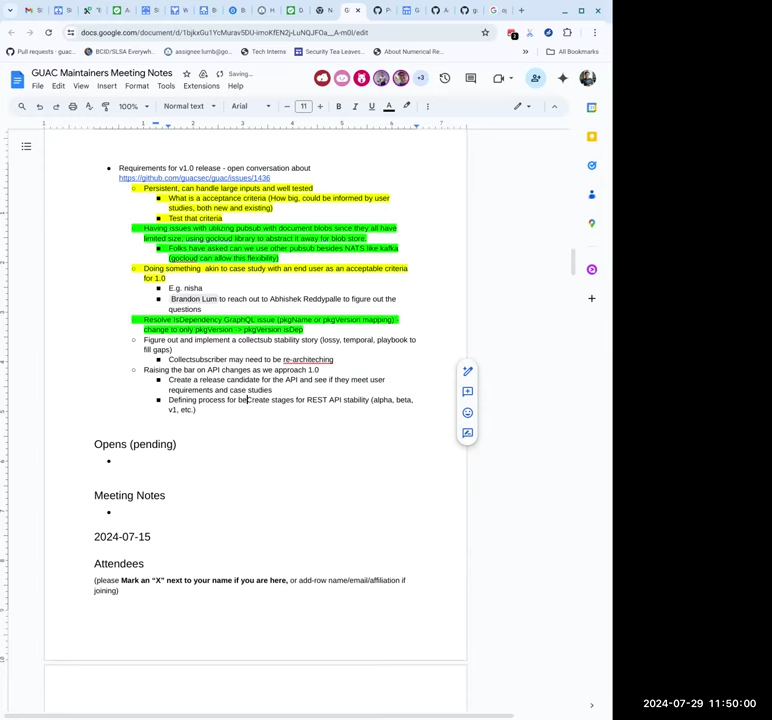 docs.google.com/document/d/1bjkxGu1YcMurav5DU-imoKfEN2j-LuNQJFOa__A-m0I/edit
Pull requests · guac...
BCID/SLSA Everywh...
assignee lumb@go...
Tech Interns
Security Tea Leaves...
About Numerical Re...
All Bookmarks
GUAC Maintainers Meeting Notes
Saving...
+3
File Edit View Insert Format Tools Extensions Help
100%
Normal text
Arial
11
B I U A
Requirements for v1.0 release - open conversation about
https://github.com/guacsec/guac/issues/1436
Persistent, can handle large inputs and well tested
What is a acceptance criteria (How big, could be informed by user
studies, both new and existing)
Test that criteria
Having issues with utilizing pubsub with document blobs since they all have
limited size, using gocloud library to abstract it away for blob store.
Folks have asked can we use other pubsub besides NATS like kafka
(gocloud can allow this flexibility)
Doing something akin to case study with an end user as an acceptable criteria
for 1.0
E.g. nisha
Brandon Lum to reach out to Abhishek Reddypalle to figure out the
questions
Resolve IsDependency GraphQL issue (pkgName or pkgVersion mapping) -
change to only pkgVersion -> pkgVersion isDep
Figure out and implement a collectsub stability story (lossy, temporal, playbook to
fill gaps)
Collectsubscriber may need to be re-architeching
Raising the bar on API changes as we approach 1.0
Create a release candidate for the API and see if they meet user
requirements and case studies
Defining process for beCreate stages for REST API stability (alpha, beta,
v1, etc.)
Opens (pending)
Meeting Notes
2024-07-15
Attendees
(please Mark an “X” next to your name if you are here, or add-row name/email/affiliation if
joining)
2024-07-29 11:50:00